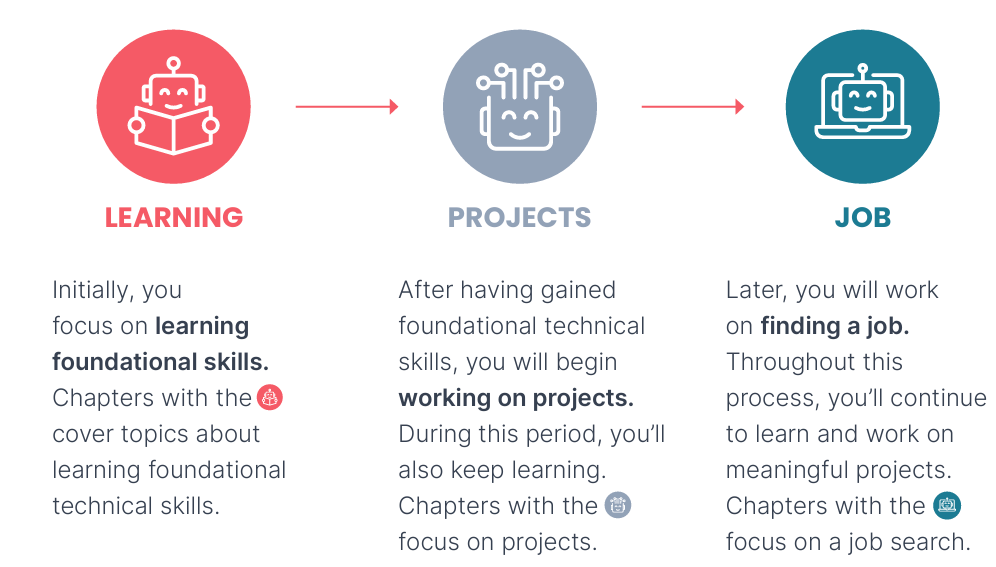 LEARNING
Initially, you
focus on learning
foundational skills.
Chapters with the
cover topics about
learning foundational
technical skills.
PROJECTS
After having gained
foundational technical
skills, you will begin
working on projects.
During this period, you’ll
also keep learning.
Chapters with the
focus on projects.
JOB
Later, you will work
on finding a job.
Throughout this
process, you’ll continue
to learn and work on
meaningful projects.
Chapters with the
focus on a job search.